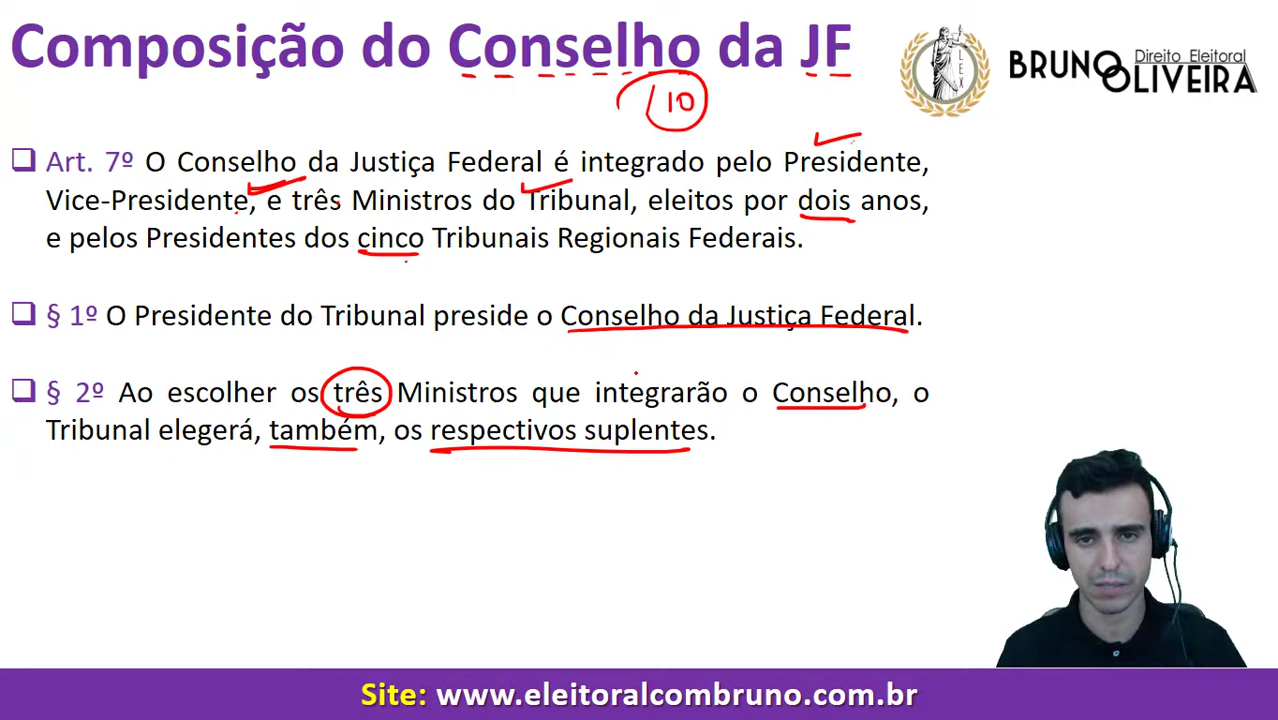 Composição do Conselho da JF
10
BRUNO OLIVEIRA
Direito Eleitoral
LEX
Art. 7º O Conselho da Justiça Federal é integrado pelo Presidente,
Vice-Presidente, e três Ministros do Tribunal, eleitos por dois anos,
e pelos Presidentes dos cinco Tribunais Regionais Federais.
§ 1º O Presidente do Tribunal preside o Conselho da Justiça Federal.
§ 2º Ao escolher os três Ministros que integrarão o Conselho, o
Tribunal elegerá, também, os respectivos suplentes.
Site: www.eleitoralcombruno.com.br